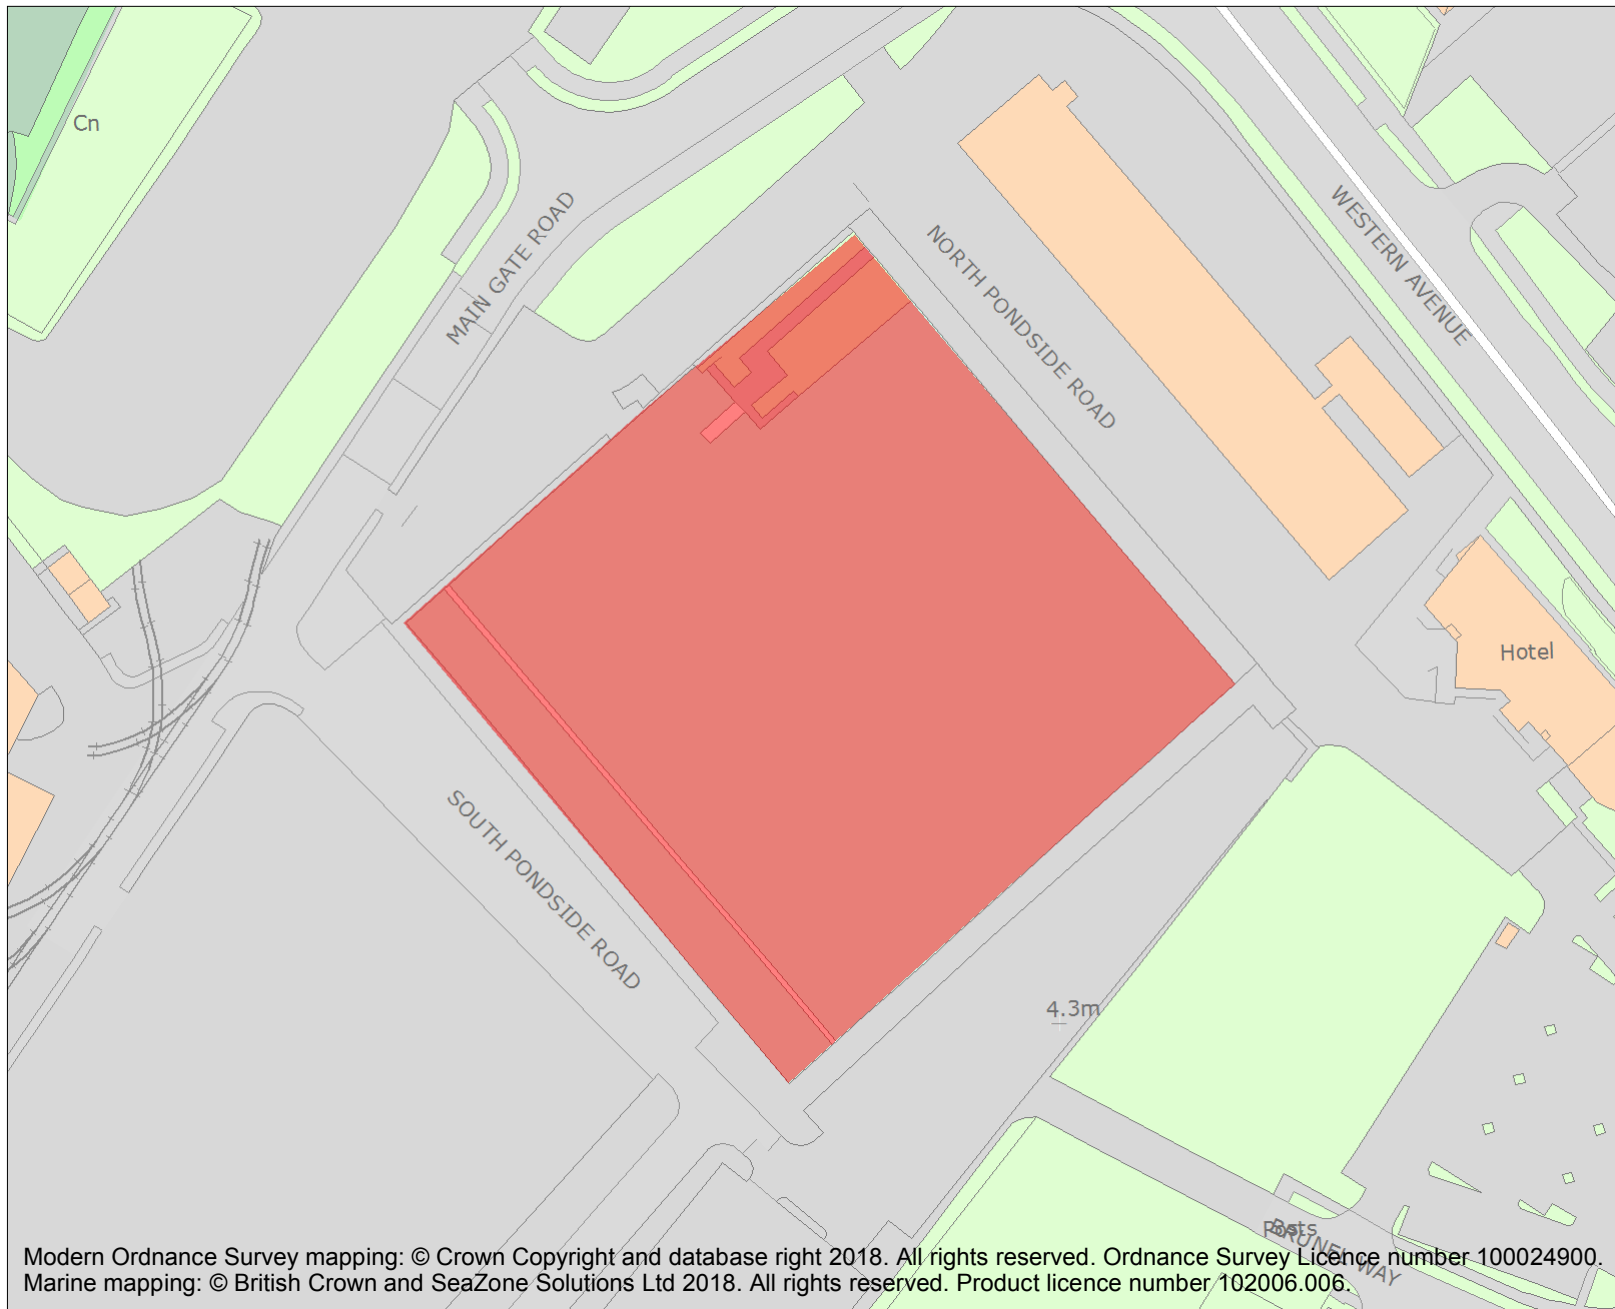 Cn
MAIN GATE ROAD
NORTH PONDSIDE ROAD
WESTERN AVENUE
Hotel
SOUTH PONDSIDE ROAD
4.3m
BRUNEL WAY
Modern Ordnance Survey mapping: © Crown Copyright and database right 2018. All rights reserved. Ordnance Survey Licence number 100024900.
Marine mapping: © British Crown and SeaZone Solutions Ltd 2018. All rights reserved. Product licence number 102006.006.